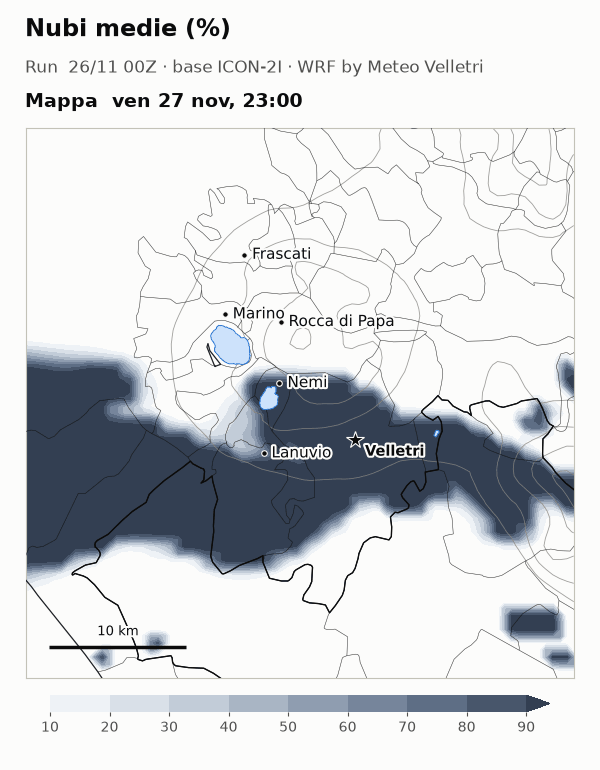 Nubi medie (%)
Run  26/11 00Z · base ICON-2I · WRF by Meteo Velletri
Mappa  ven 27 nov, 23:00
Frascati
Marino
Rocca di Papa
Nemi
Velletri
Lanuvio
10 km
10 20 30 40 50 60 70 80 90